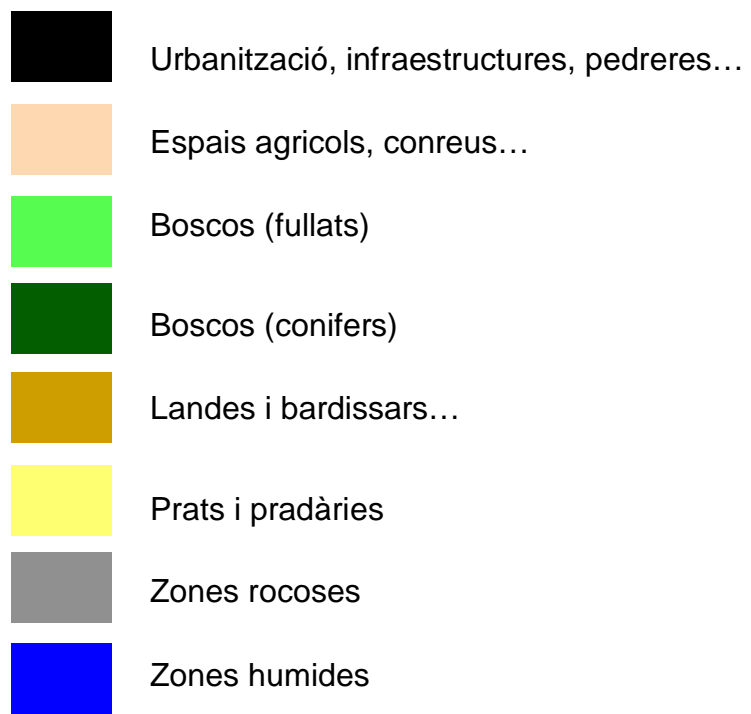 Urbanització, infraestructures, pedreres…
Espais agricols, conreus…
Boscos (fullats)
Boscos (conifers)
Landes i bardissars…
Prats i pradàries
Zones rocoses
Zones humides